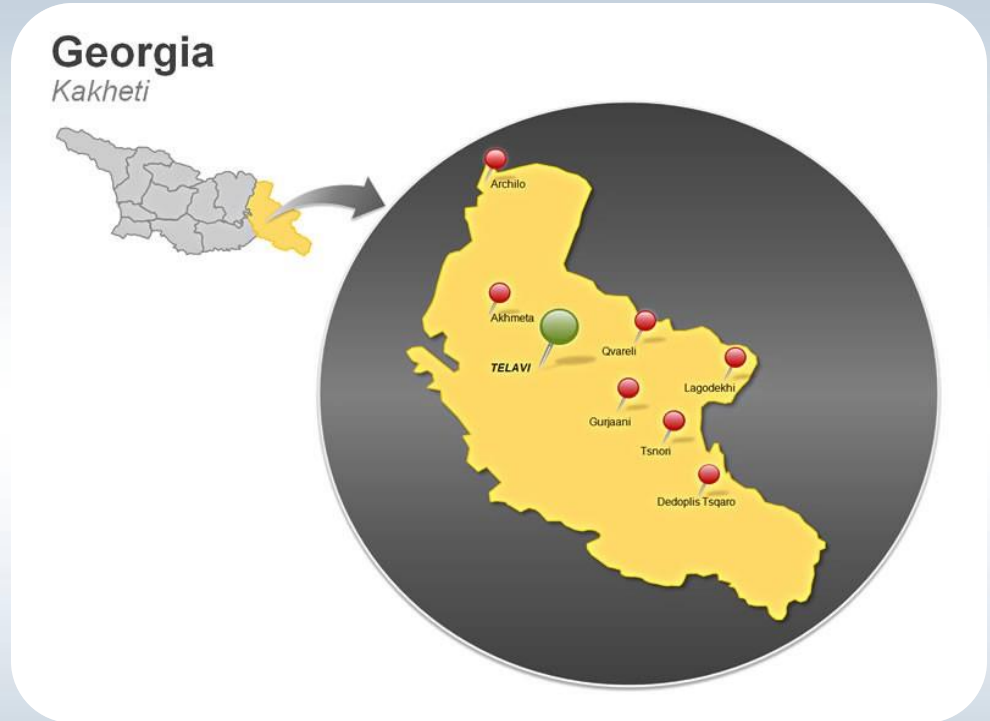 Georgia
Kakheti
Archilo
Akhmeta
TELAVI
Qvareli
Lagodekhi
Gurjaani
Tsnori
Dedoplis Tsqaro